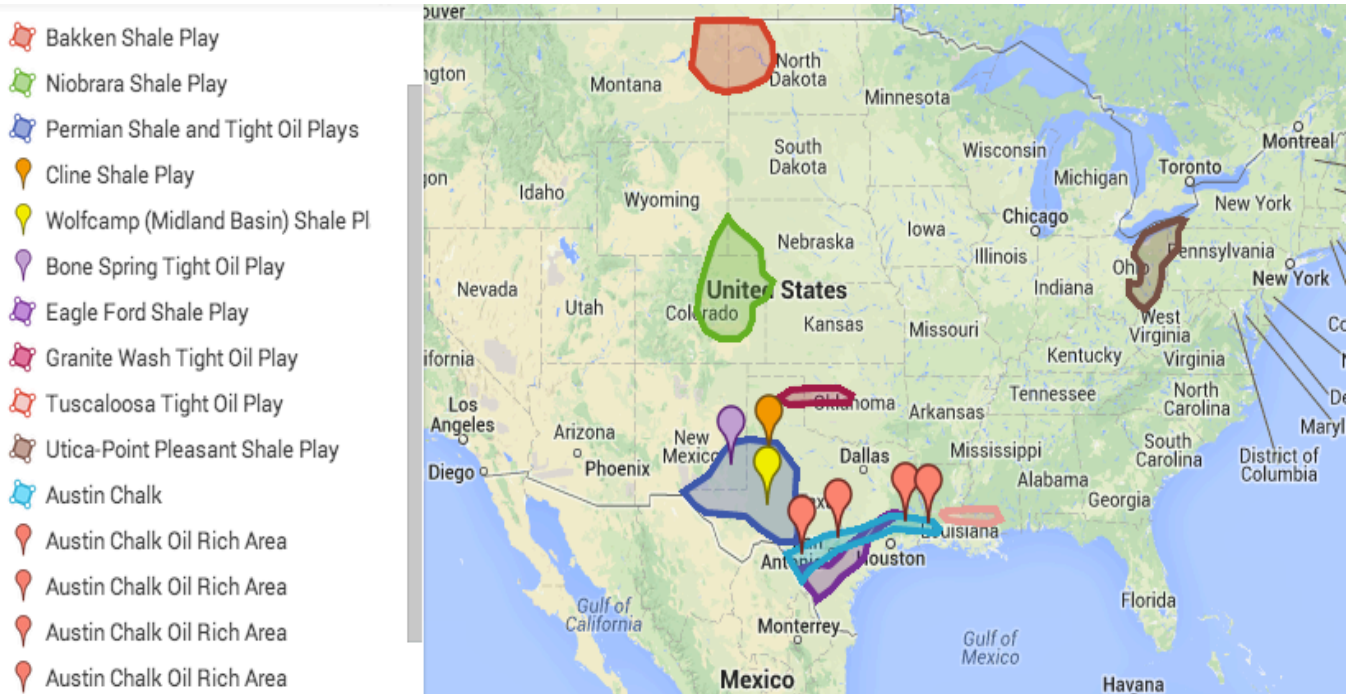 Bakken Shale Play
Niobrara Shale Play
Permian Shale and Tight Oil Plays
Cline Shale Play
Wolfcamp (Midland Basin) Shale Pl
Bone Spring Tight Oil Play
Eagle Ford Shale Play
Granite Wash Tight Oil Play
Tuscaloosa Tight Oil Play
Utica-Point Pleasant Shale Play
Austin Chalk
Austin Chalk Oil Rich Area
Austin Chalk Oil Rich Area
Austin Chalk Oil Rich Area
Austin Chalk Oil Rich Area
ouver
ngton
Montana
North
Dakota
Minnesota
Montreal
South
Dakota
Wisconsin
Michigan
Toronto
gon
Idaho
Wyoming
New York
Chicago
Iowa
Nebraska
Illinois
Ohio
Pennsylvania
Nevada
Utah
United States
Colorado
Indiana
New York
Kansas
Missouri
West
Virginia
Kentucky
Virginia
ifornia
Tennessee
North
Carolina
Oklahoma
Arkansas
Los
Angeles
Arizona
New
Mexico
Dallas
Mississippi
South
Carolina
De
Maryl
Diego
Phoenix
Alabama
Georgia
District of
Columbia
Louisiana
Houston
Florida
Gulf of
California
Monterrey
Gulf of
Mexico
Mexico
Havana